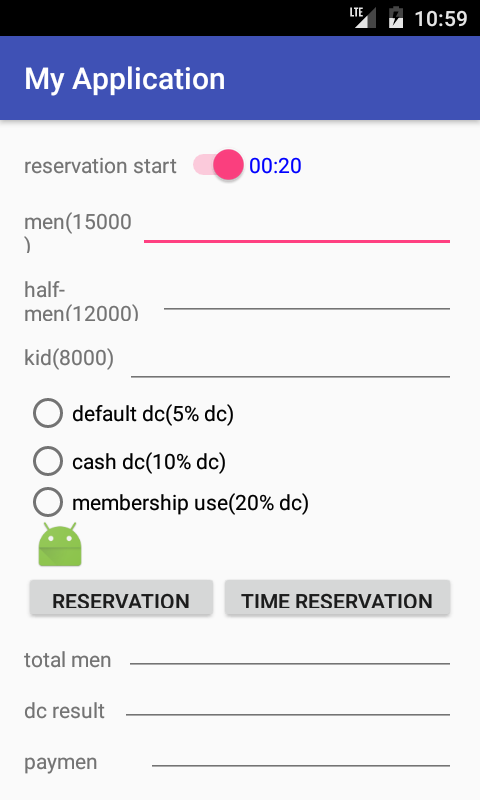 LTE 10:59
My Application
reservation start 00:20
men(15000
)
half-
men(12000)
kid(8000)
default dc(5% dc)
cash dc(10% dc)
membership use(20% dc)
RESERVATION TIME RESERVATION
total men
dc result
paymen